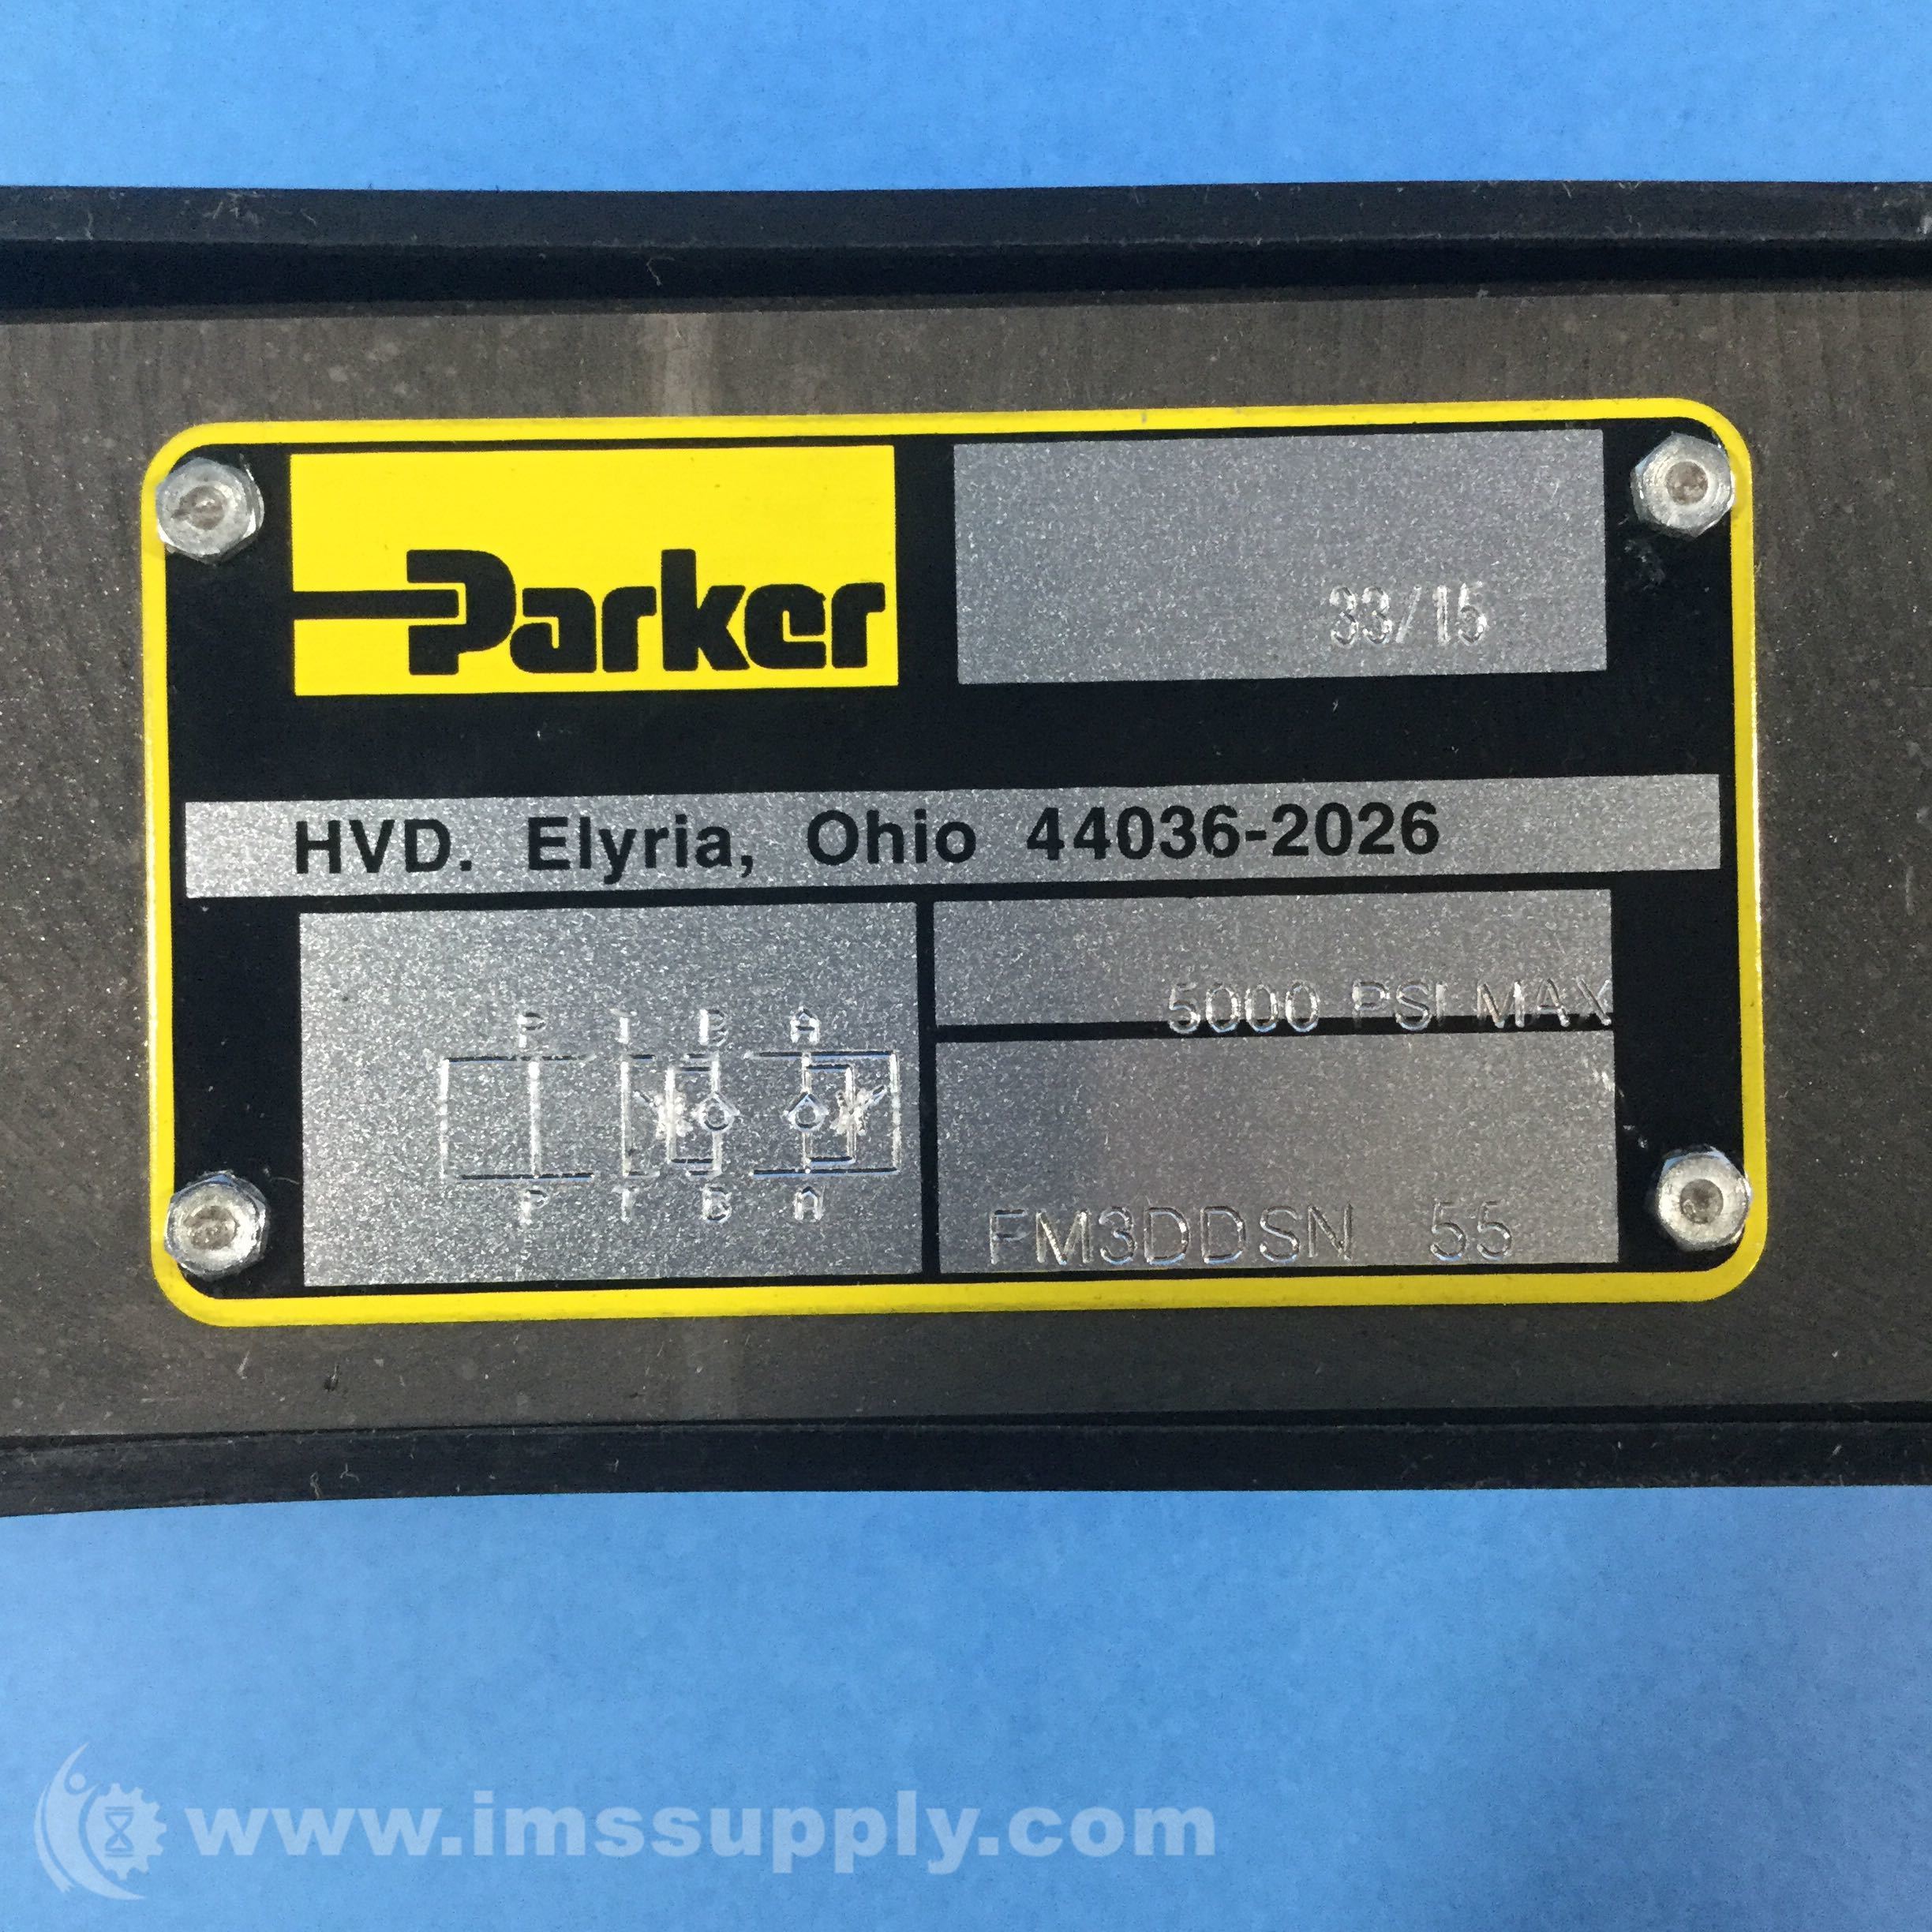 Parker
33/15
HVD. Elyria, Ohio 44036-2026
5000 PSI MAX
P T B A
P T B A
FM3DDSN 55
www.imssupply.com